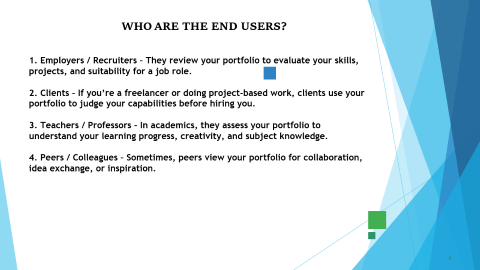 WHO ARE THE END USERS?
1. Employers / Recruiters – They review your portfolio to evaluate your skills,
projects, and suitability for a job role.
2. Clients – If you’re a freelancer or doing project-based work, clients use your
portfolio to judge your capabilities before hiring you.
3. Teachers / Professors – In academics, they assess your portfolio to
understand your learning progress, creativity, and subject knowledge.
4. Peers / Colleagues – Sometimes, peers view your portfolio for collaboration,
idea exchange, or inspiration.